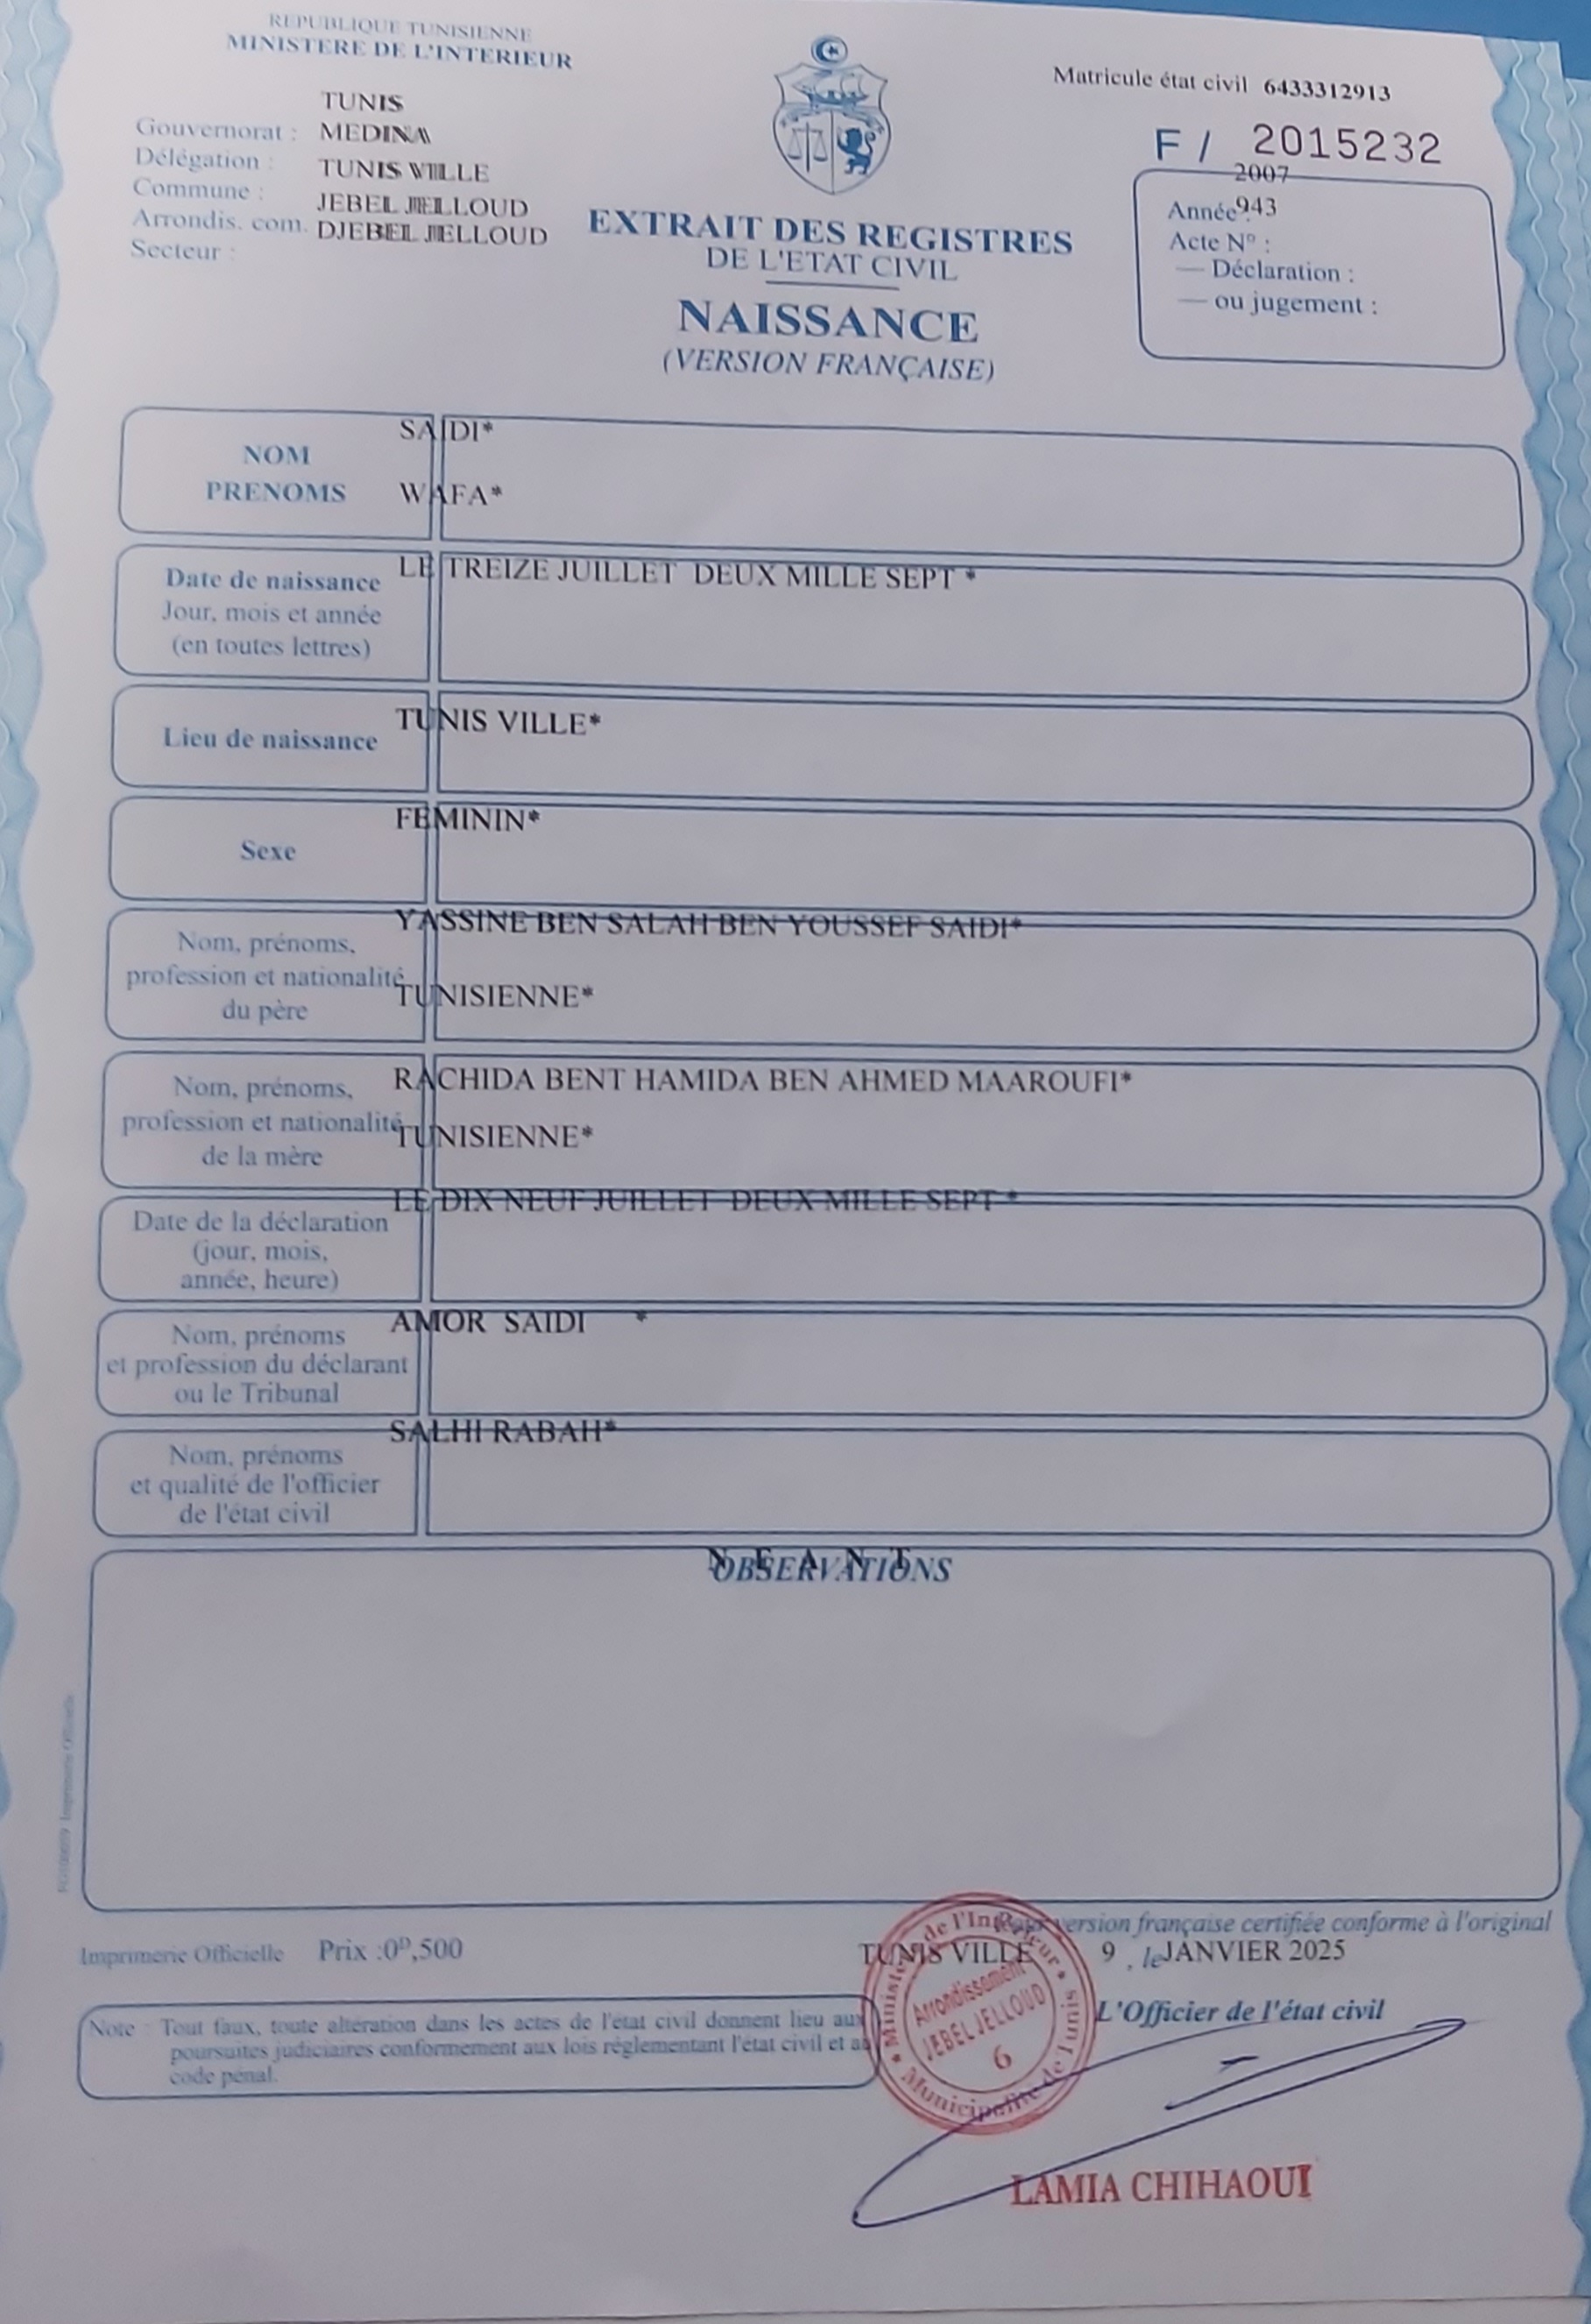 REPUBLIQUE TUNISIENNE
MINISTERE DE L'INTERIEUR
TUNIS
Gouvernorat : MEDINA
Délégation : TUNIS VILLE
Commune : JEBEL JELLOUD
Arrondis. com. DJEBEL JELLOUD
Secteur :
EXTRAIT DES REGISTRES
DE L'ETAT CIVIL
NAISSANCE
(VERSION FRANÇAISE)
Matricule état civil 6433312913
F / 2015232
2007
Année 943
Acte N° :
— Déclaration :
— ou jugement :
NOM
PRENOMS
SAIDI*
WAFA*
Date de naissance
Jour, mois et année
(en toutes lettres)
LE TREIZE JUILLET DEUX MILLE SEPT *
Lieu de naissance
TUNIS VILLE*
Sexe
FEMININ*
Nom, prénoms,
profession et nationalité
du père
YASSINE BEN SALAH BEN YOUSSEF SAIDI*
TUNISIENNE*
Nom, prénoms,
profession et nationalité
de la mère
RACHIDA BENT HAMIDA BEN AHMED MAAROUFI*
TUNISIENNE*
Date de la déclaration
(jour, mois,
année, heure)
LE DIX NEUF JUILLET DEUX MILLE SEPT *
Nom, prénoms
et profession du déclarant
ou le Tribunal
AMOR SAIDI *
Nom, prénoms
et qualité de l'officier
de l'état civil
SALHI RABAH*
N E A N T
OBSERVATIONS
Imprimerie Officielle Prix :0ᴰ,500
version française certifiée conforme à l'original
TUNIS VILLE 9 , le JANVIER 2025
L'Officier de l'état civil
Note : Tout faux, toute altération dans les actes de l'état civil donnent lieu aux
poursuites judiciaires conformement aux lois réglementant l'état civil et au
code pénal.
Ministère de l'Intérieur
Arrondissement
JEBEL JELLOUD
6
Municipalité de Tunis
LAMIA CHIHAOUI